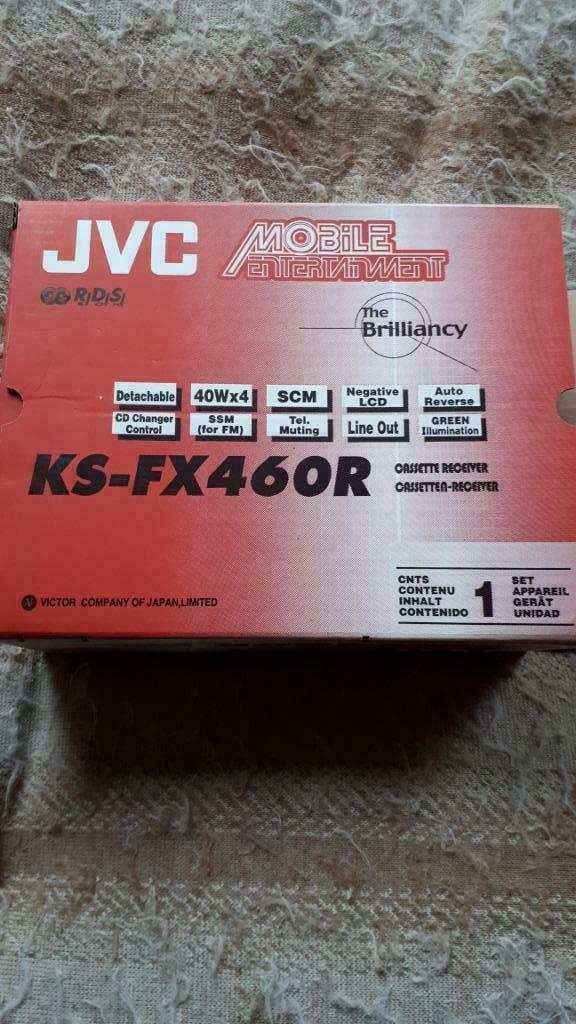 JVC
MOBILE
ENTERTAINMENT
R|D|S|
EON
The
Brilliancy
Detachable
40Wx4
SCM
Negative
LCD
Auto
Reverse
CD Changer
Control
SSM
(for FM)
Tel.
Muting
Line Out
GREEN
Illumination
KS-FX460R
CASSETTE RECEIVER
CASSETTEN-RECEIVER
VICTOR COMPANY OF JAPAN,LIMITED
CNTS
CONTENU
INHALT
CONTENIDO
1
SET
APPAREIL
GERÄT
UNIDAD